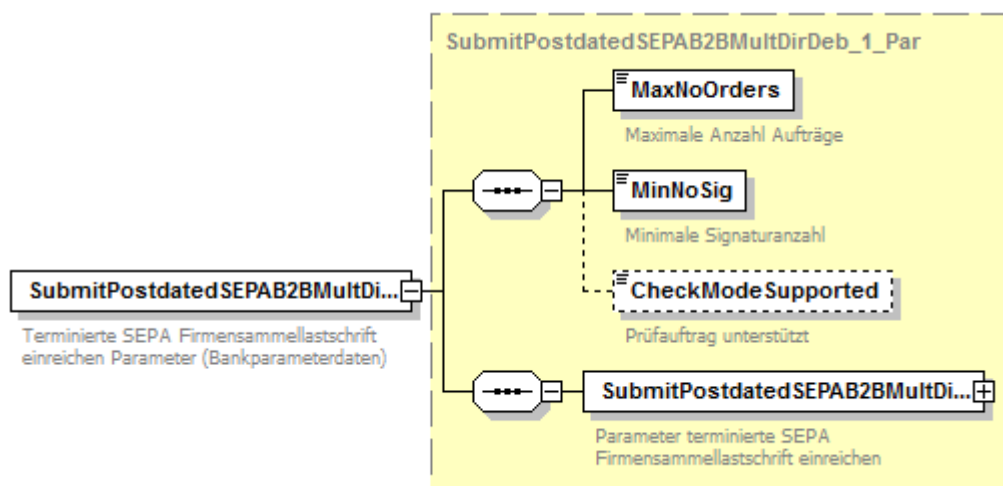 SubmitPostdatedSEPAB2BMultDirDeb_1_Par
MaxNoOrders
Maximale Anzahl Aufträge
MinNoSig
Minimale Signaturanzahl
SubmitPostdatedSEPAB2BMultDi...
Terminierte SEPA Firmensammellastschrift
einreichen Parameter (Bankparameterdaten)
CheckModeSupported
Prüfauftrag unterstützt
SubmitPostdatedSEPAB2BMultDi...
Parameter terminierte SEPA
Firmensammellastschrift einreichen